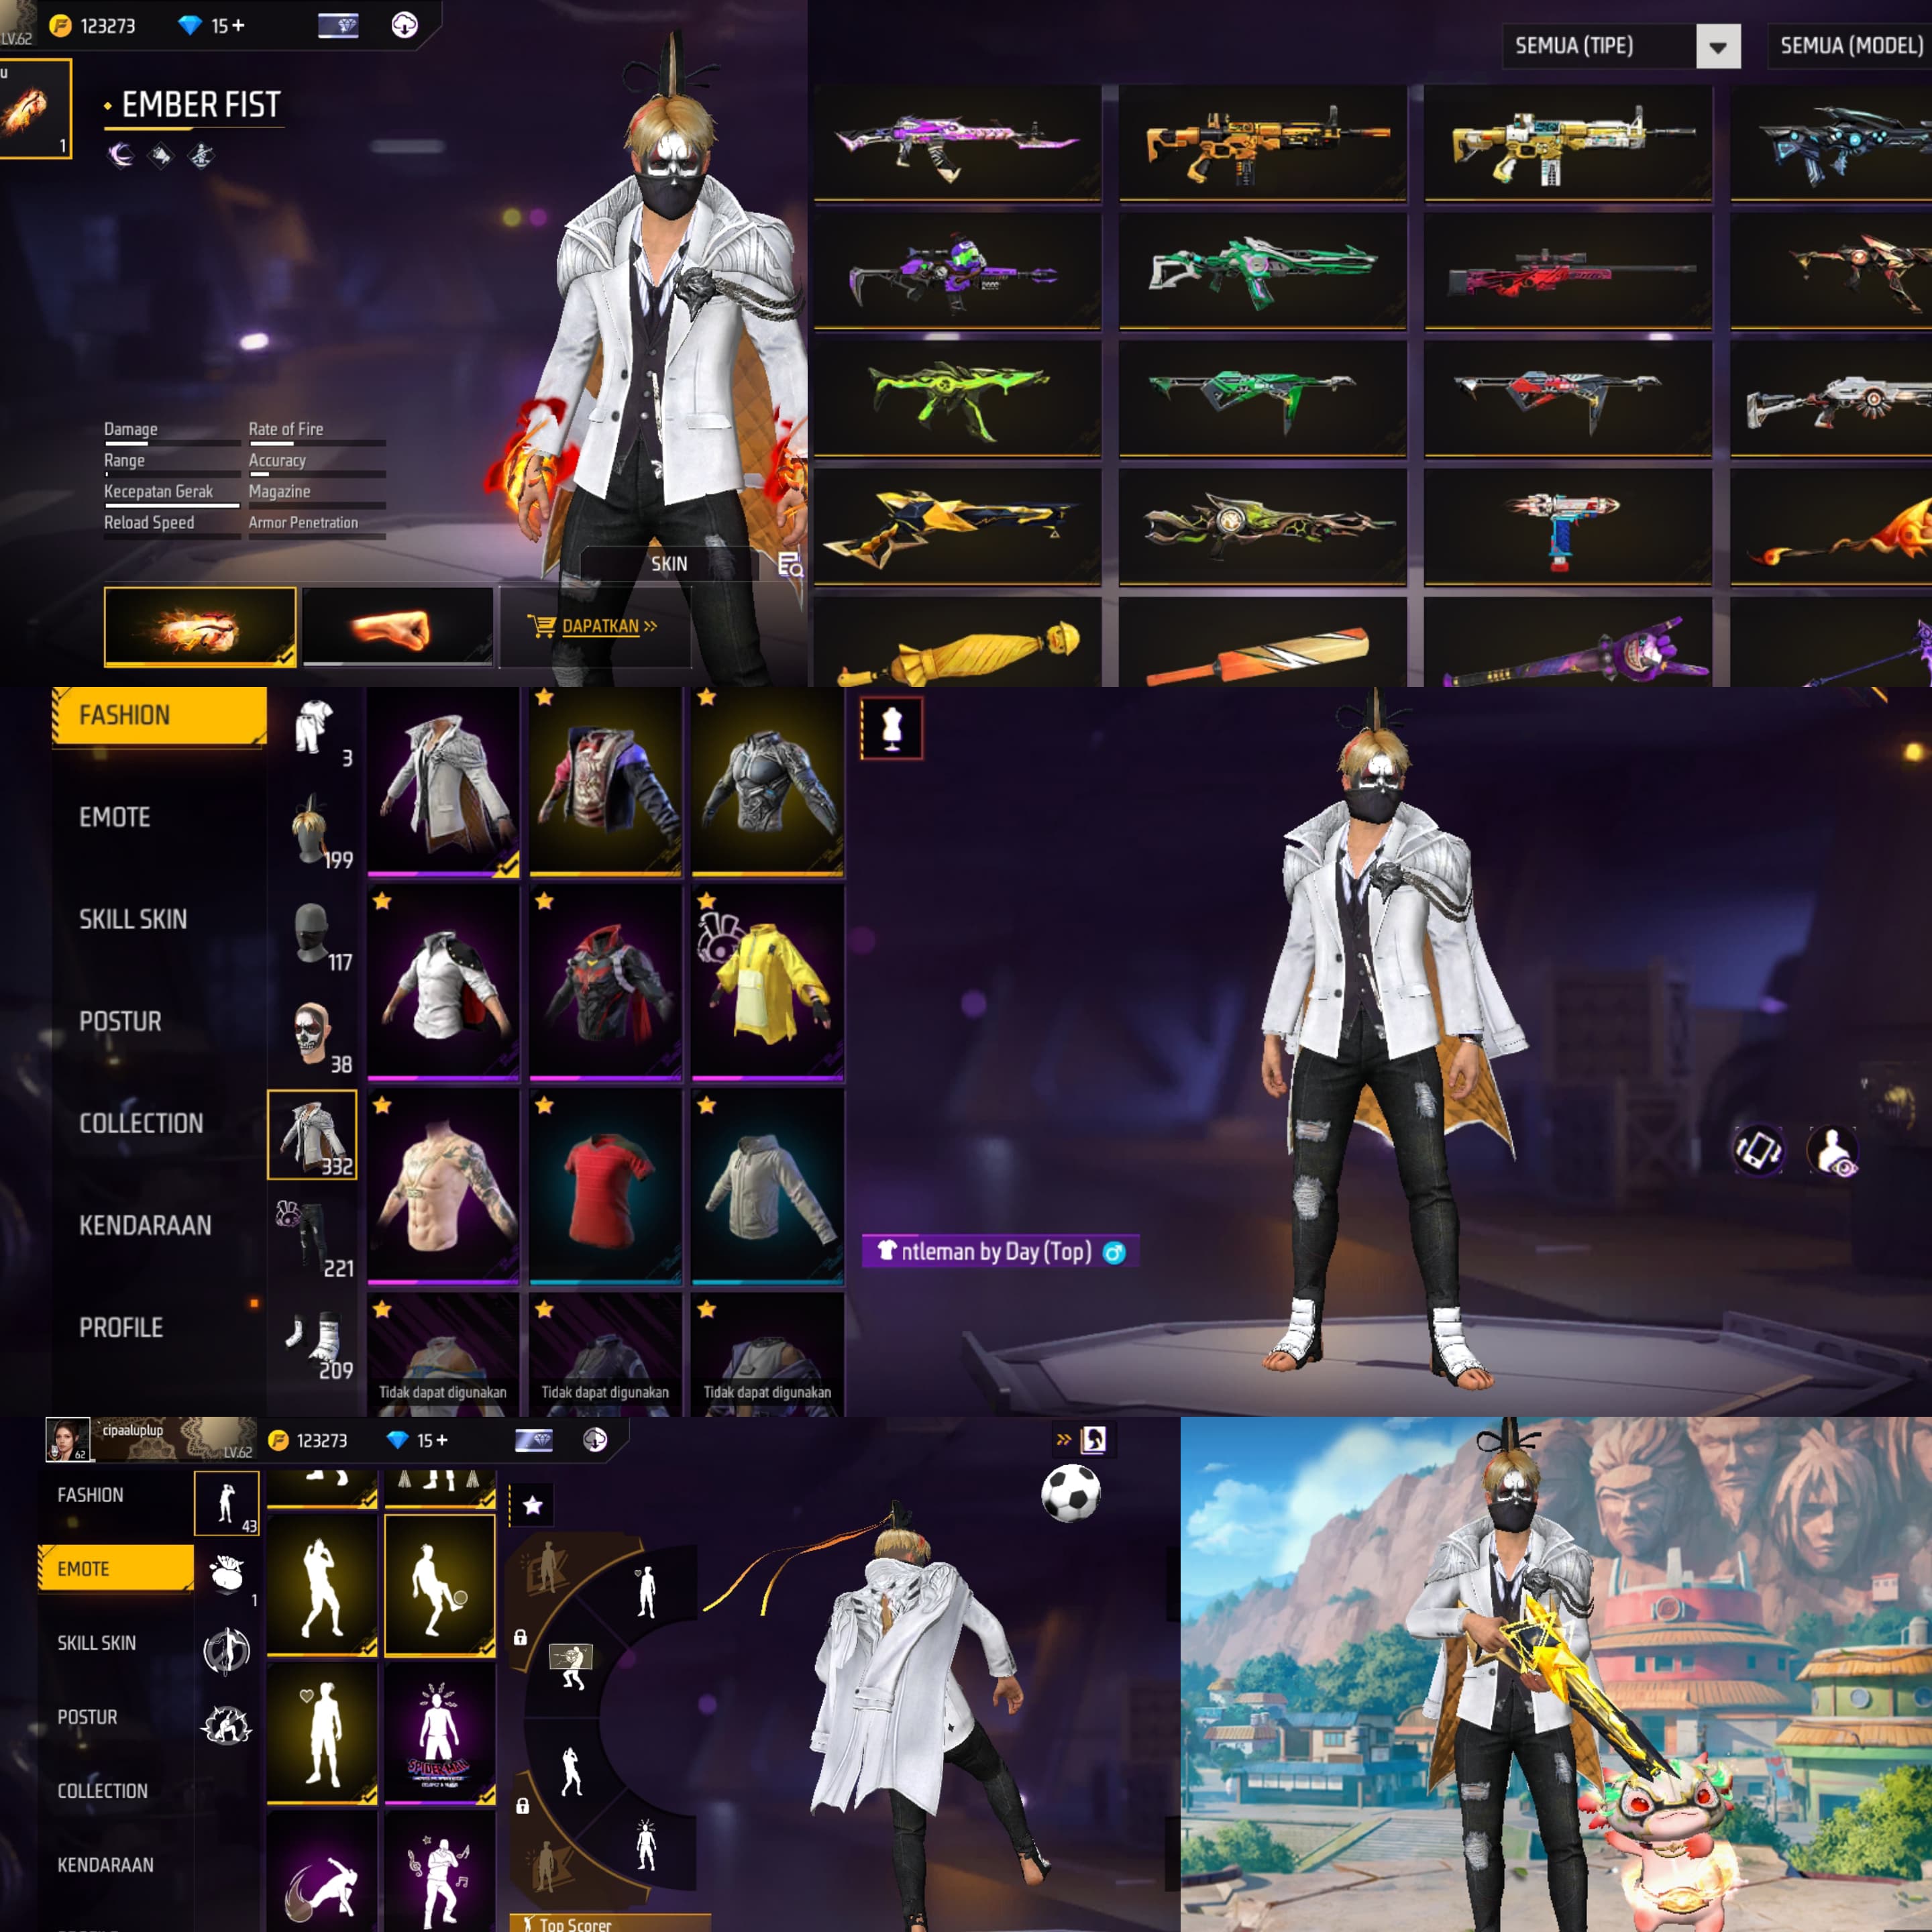 LV.62
123273
15+
u
1
EMBER FIST
Damage
Rate of Fire
Range
Accuracy
Kecepatan Gerak
Magazine
Reload Speed
Armor Penetration
SKIN
DAPATKAN
SEMUA (TIPE)
SEMUA (MODEL)
FASHION
EMOTE
SKILL SKIN
POSTUR
COLLECTION
KENDARAAN
PROFILE
3
199
117
38
332
221
209
Tidak dapat digunakan
Tidak dapat digunakan
Tidak dapat digunakan
ntleman by Day (Top)
62
cipaaluplup
LV.62
123273
15+
FASHION
EMOTE
SKILL SKIN
POSTUR
COLLECTION
KENDARAAN
43
1
SPIDER-MAN
Top Scorer